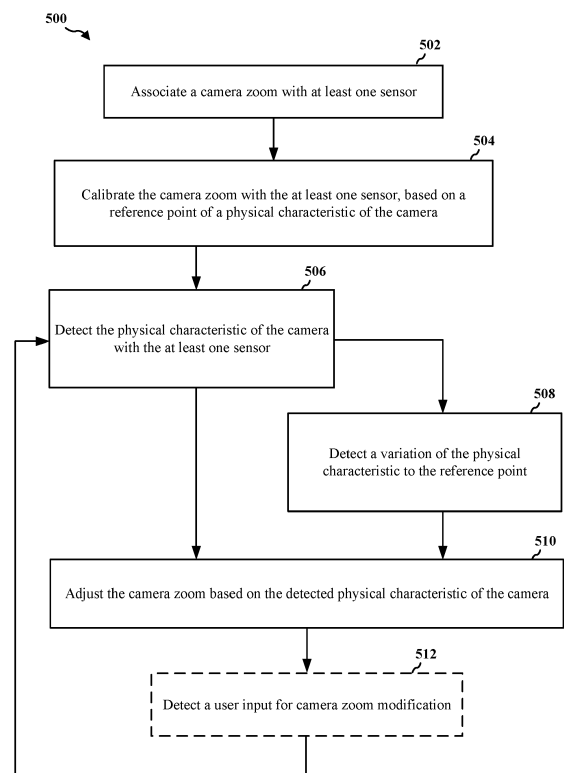 500
502
Associate a camera zoom with at least one sensor
504
Calibrate the camera zoom with the at least one sensor, based on a
reference point of a physical characteristic of the camera
506
Detect the physical characteristic of the camera
with the at least one sensor
508
Detect a variation of the physical
characteristic to the reference point
510
Adjust the camera zoom based on the detected physical characteristic of the camera
512
Detect a user input for camera zoom modification